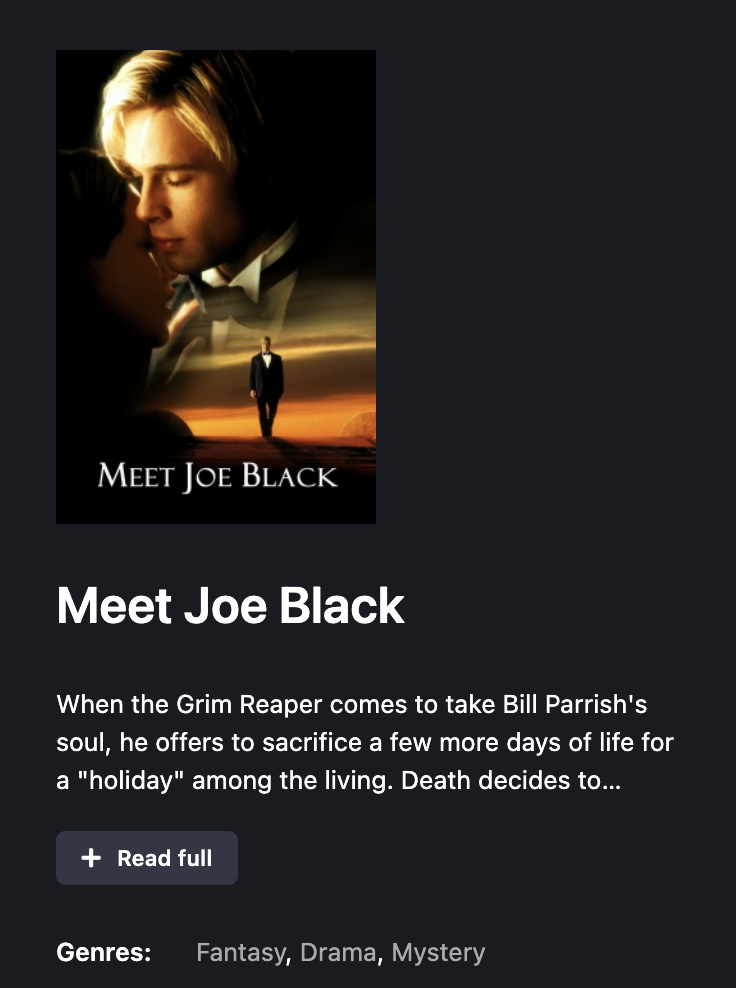 MEET JOE BLACK
Meet Joe Black
When the Grim Reaper comes to take Bill Parrish's
soul, he offers to sacrifice a few more days of life for
a "holiday" among the living. Death decides to...
+ Read full
Genres: Fantasy, Drama, Mystery